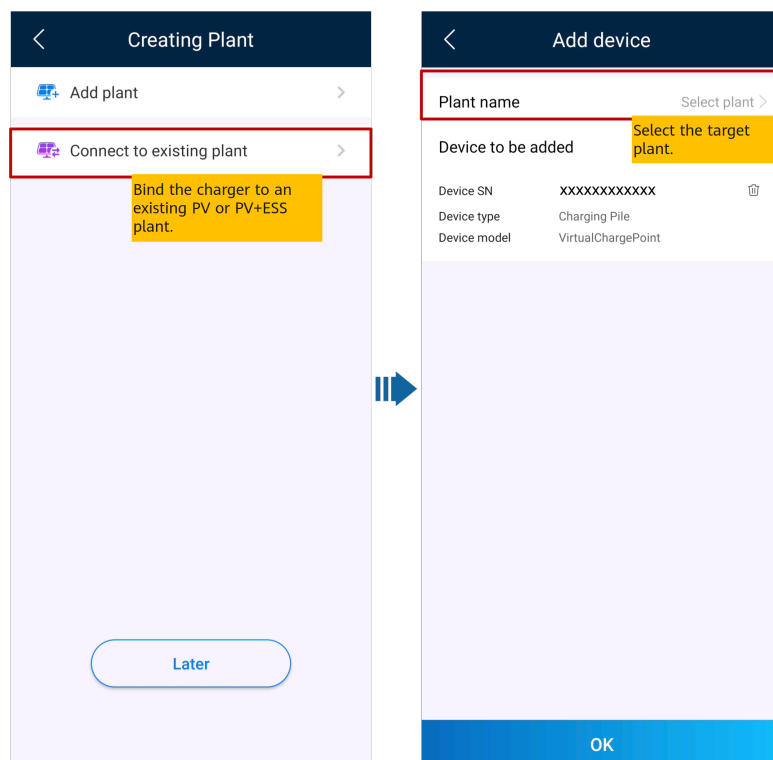 Creating Plant
Add plant
Connect to existing plant
Bind the charger to an
existing PV or PV+ESS
plant.
Later
Add device
Plant name
Select plant
Select the target
plant.
Device to be added
Device SN
XXXXXXXXXXXX
Device type
Charging Pile
Device model
VirtualChargePoint
OK